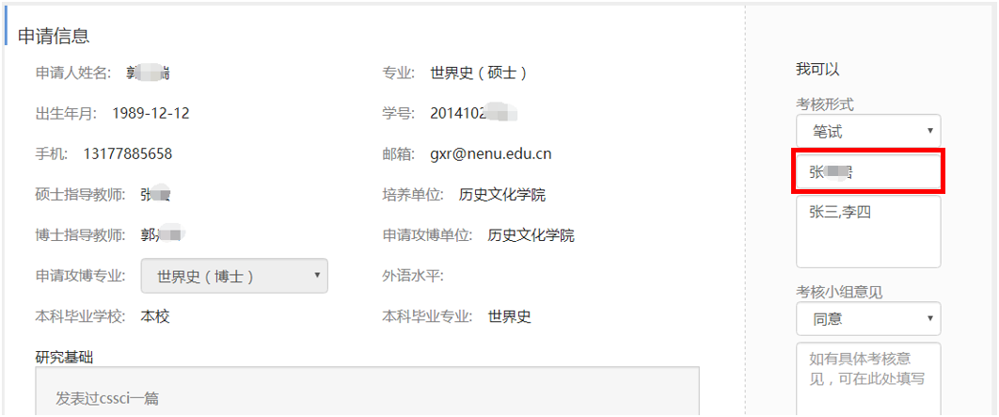 申请信息
申请人姓名: 郭 瑞 专业: 世界史（硕士）
出生年月: 1989-12-12 学号: 2014102
手机: 13177885658 邮箱: gxr@nenu.edu.cn
硕士指导教师: 张 培养单位: 历史文化学院
博士指导教师: 郭 申请攻博单位: 历史文化学院
申请攻博专业: 世界史（博士） 外语水平:
本科毕业学校: 本校 本科毕业专业: 世界史
研究基础
发表过cssci一篇
我可以
考核形式
笔试
张
张三,李四
考核小组意见
同意
如有具体考核意
见，可在此处填写